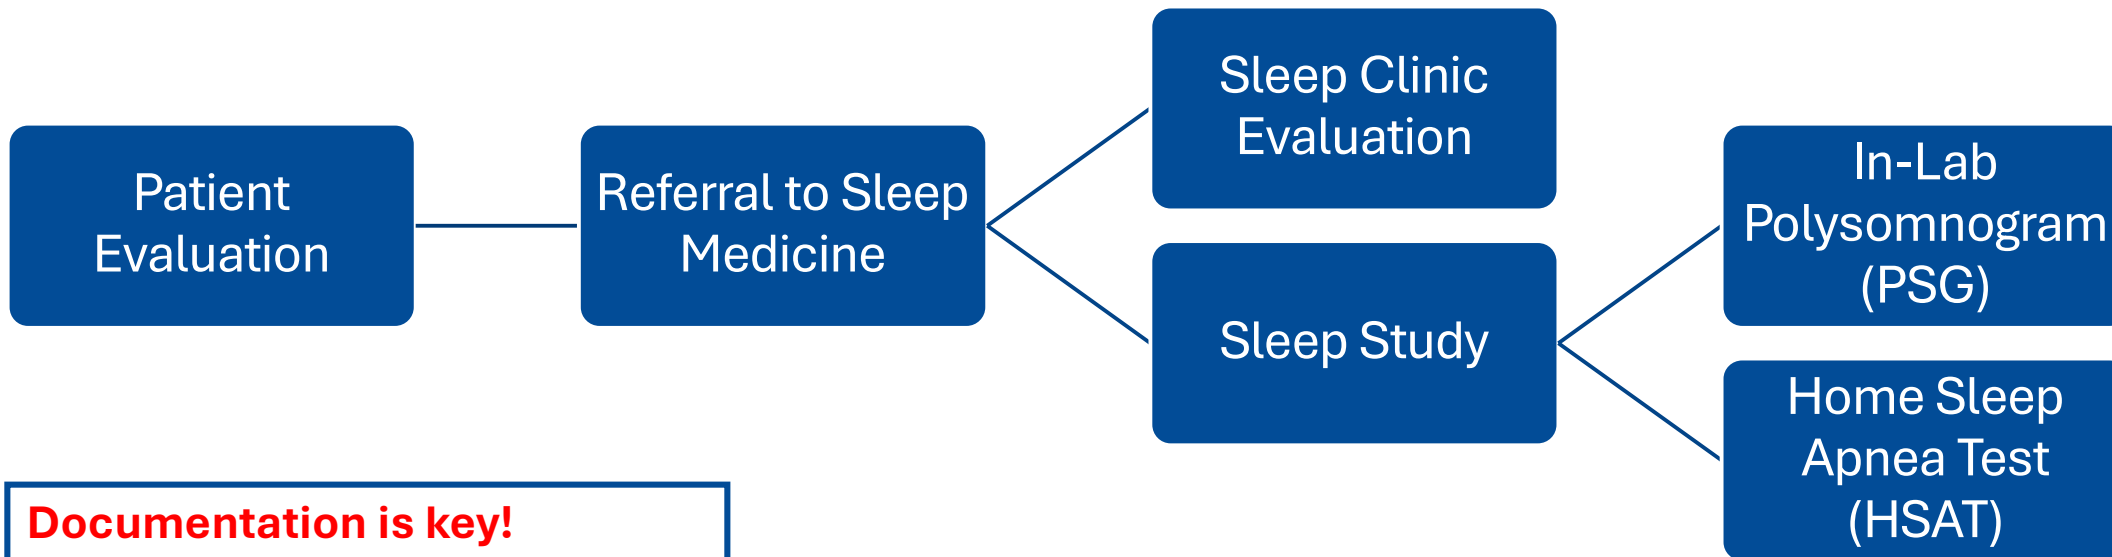 Patient
Evaluation
Referral to Sleep
Medicine
Sleep Clinic
Evaluation
Sleep Study
In-Lab
Polysomnogram
(PSG)
Home Sleep
Apnea Test
(HSAT)
Documentation is key!